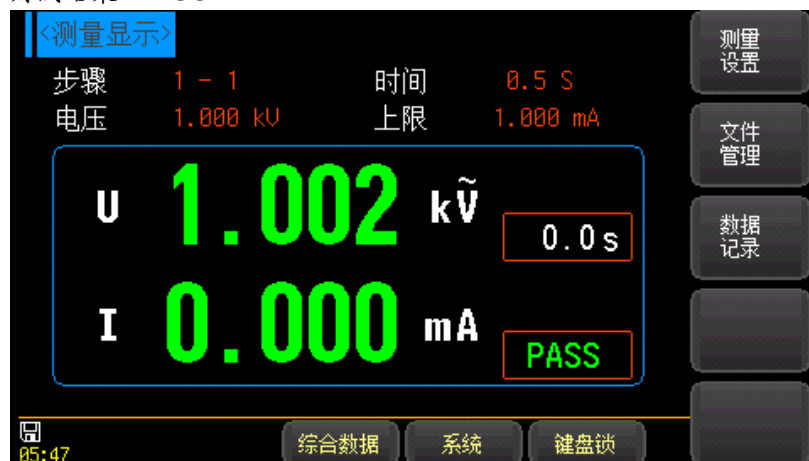 <测量显示>
步骤 1 - 1 时间 0.5 S
电压 1.000 kV 上限 1.000 mA
U 1.002 kṼ 0.0s
I 0.000 mA PASS
测量
设置
文件
管理
数据
记录
05:47 综合数据 系统 键盘锁